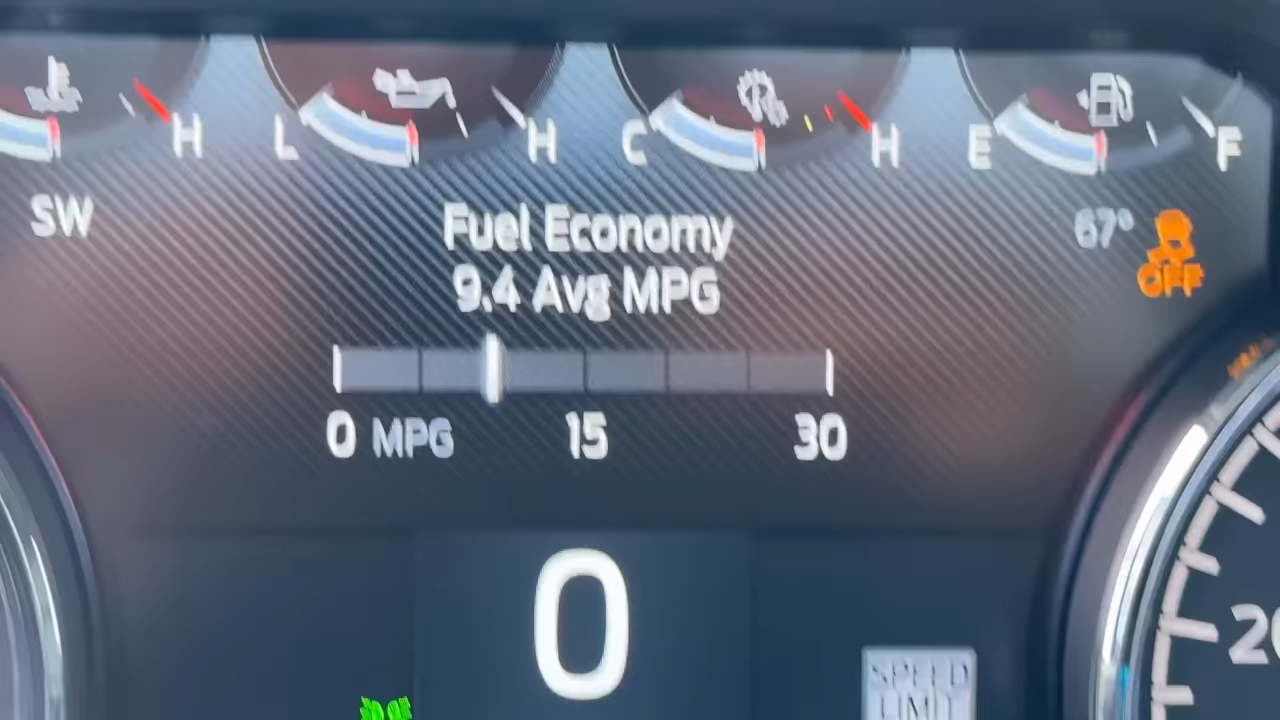 H L H C H E F
SW
67°
OFF
Fuel Economy
9.4 Avg MPG
0 MPG 15 30
0
SPEED
LIMIT